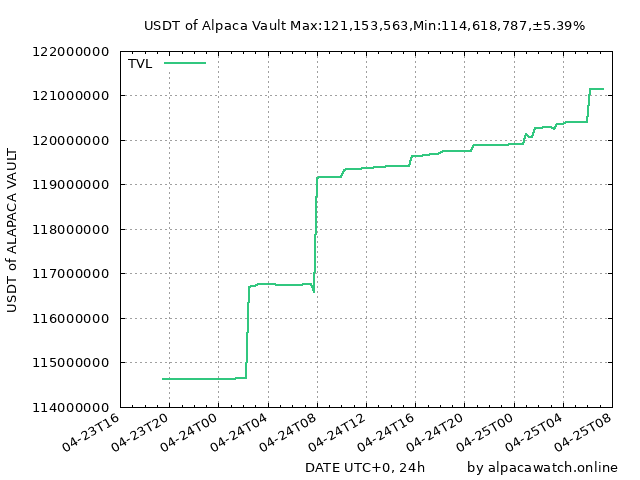 USDT of Alpaca Vault Max:121,153,563,Min:114,618,787,±5.39%
122000000
TVL
121000000
120000000
119000000
118000000
117000000
116000000
115000000
114000000
USDT of ALAPACA VAULT
04-23T16
04-23T20
04-24T00
04-24T04
04-24T08
04-24T12
04-24T16
04-24T20
04-25T00
04-25T04
04-25T08
DATE UTC+0, 24h
by alpacawatch.online